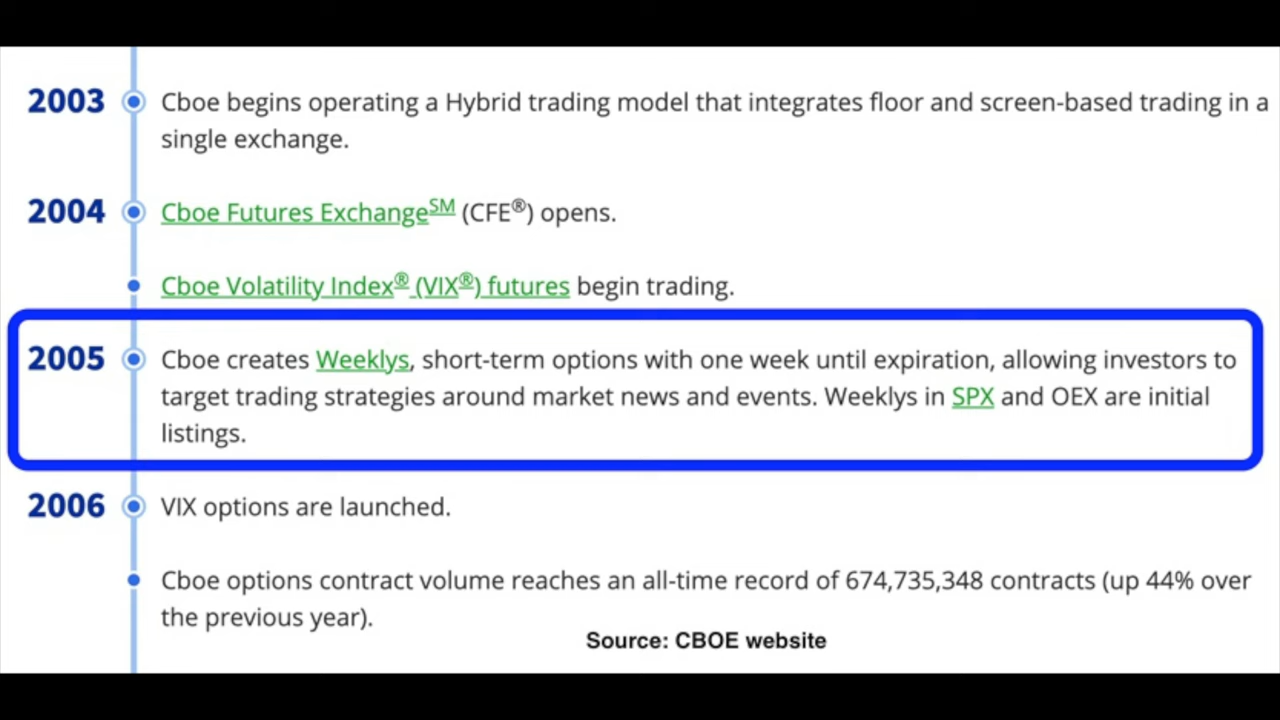 2003 Cboe begins operating a Hybrid trading model that integrates floor and screen-based trading in a
single exchange.
2004 Cboe Futures Exchange℠ (CFE®) opens.
Cboe Volatility Index® (VIX®) futures begin trading.
2005 Cboe creates Weeklys, short-term options with one week until expiration, allowing investors to
target trading strategies around market news and events. Weeklys in SPX and OEX are initial
listings.
2006 VIX options are launched.
Cboe options contract volume reaches an all-time record of 674,735,348 contracts (up 44% over
the previous year).
Source: CBOE website